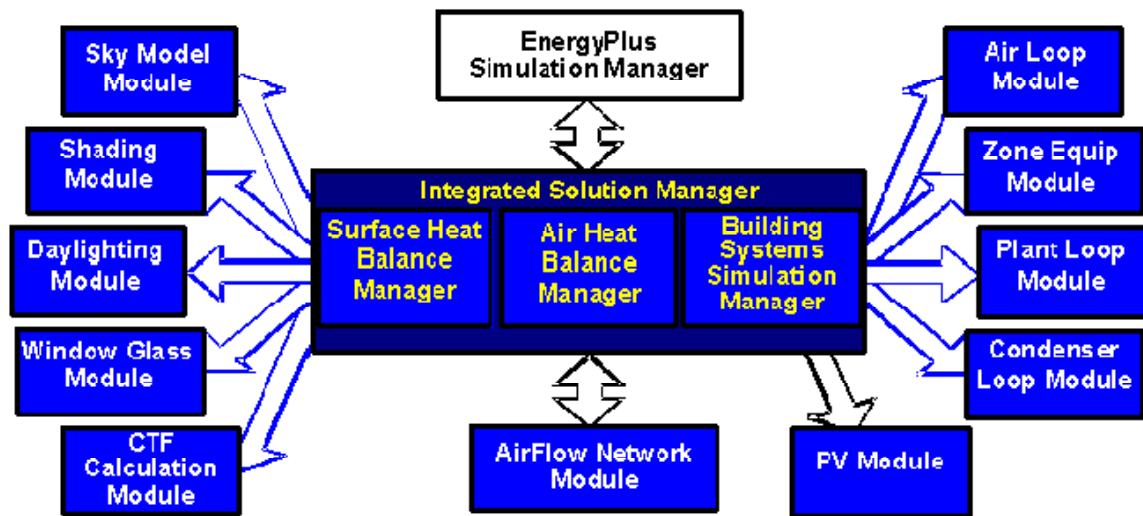 Sky Model
Module
EnergyPlus
Simulation Manager
Air Loop
Module
Shading
Module
Zone Equip
Module
Integrated Solution Manager
Surface Heat
Balance
Manager
Air Heat
Balance
Manager
Building
Systems
Simulation
Manager
Daylighting
Module
Plant Loop
Module
Window Glass
Module
Condenser
Loop Module
CTF
Calculation
Module
AirFlow Network
Module
PV Module